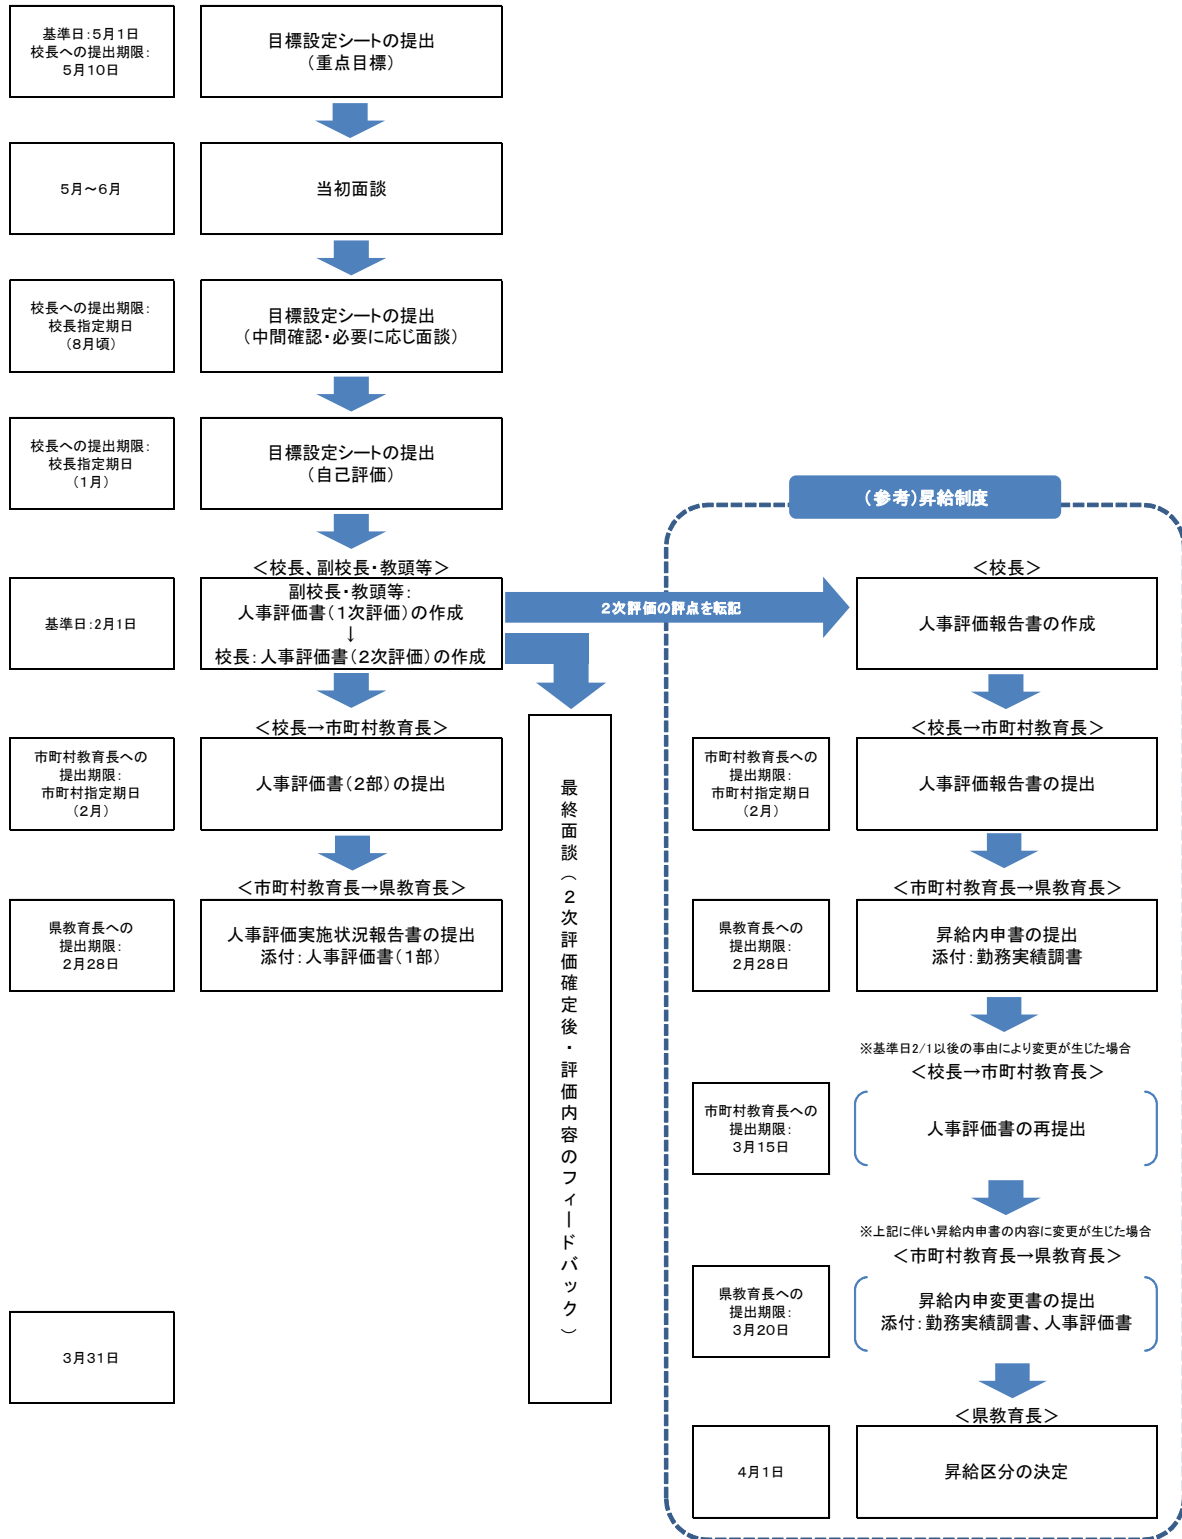 基準日：５月１日
校長への提出期限：
５月１０日
目標設定シートの提出
（重点目標）
５月～６月
当初面談
校長への提出期限：
校長指定期日
（８月頃）
目標設定シートの提出
（中間確認・必要に応じ面談）
校長への提出期限：
校長指定期日
（１月）
目標設定シートの提出
（自己評価）
＜校長、副校長・教頭等＞
基準日：２月１日
副校長・教頭等：
人事評価書（１次評価）の作成
↓
校長：人事評価書（２次評価）の作成
＜校長→市町村教育長＞
市町村教育長への
提出期限：
市町村指定期日
（２月）
人事評価書（２部）の提出
＜市町村教育長→県教育長＞
県教育長への
提出期限：
２月２８日
人事評価実施状況報告書の提出
添付：人事評価書（１部）
３月３１日
最終面談（２次評価確定後・評価内容のフィードバック）
２次評価の評点を転記
（参考）昇給制度
＜校長＞
人事評価報告書の作成
＜校長→市町村教育長＞
市町村教育長への
提出期限：
市町村指定期日
（２月）
人事評価報告書の提出
＜市町村教育長→県教育長＞
県教育長への
提出期限：
２月２８日
昇給内申書の提出
添付：勤務実績調書
※基準日2/1以後の事由により変更が生じた場合
＜校長→市町村教育長＞
市町村教育長への
提出期限：
３月１５日
人事評価書の再提出
※上記に伴い昇給内申書の内容に変更が生じた場合
＜市町村教育長→県教育長＞
県教育長への
提出期限：
３月２０日
昇給内申変更書の提出
添付：勤務実績調書、人事評価書
＜県教育長＞
４月１日
昇給区分の決定